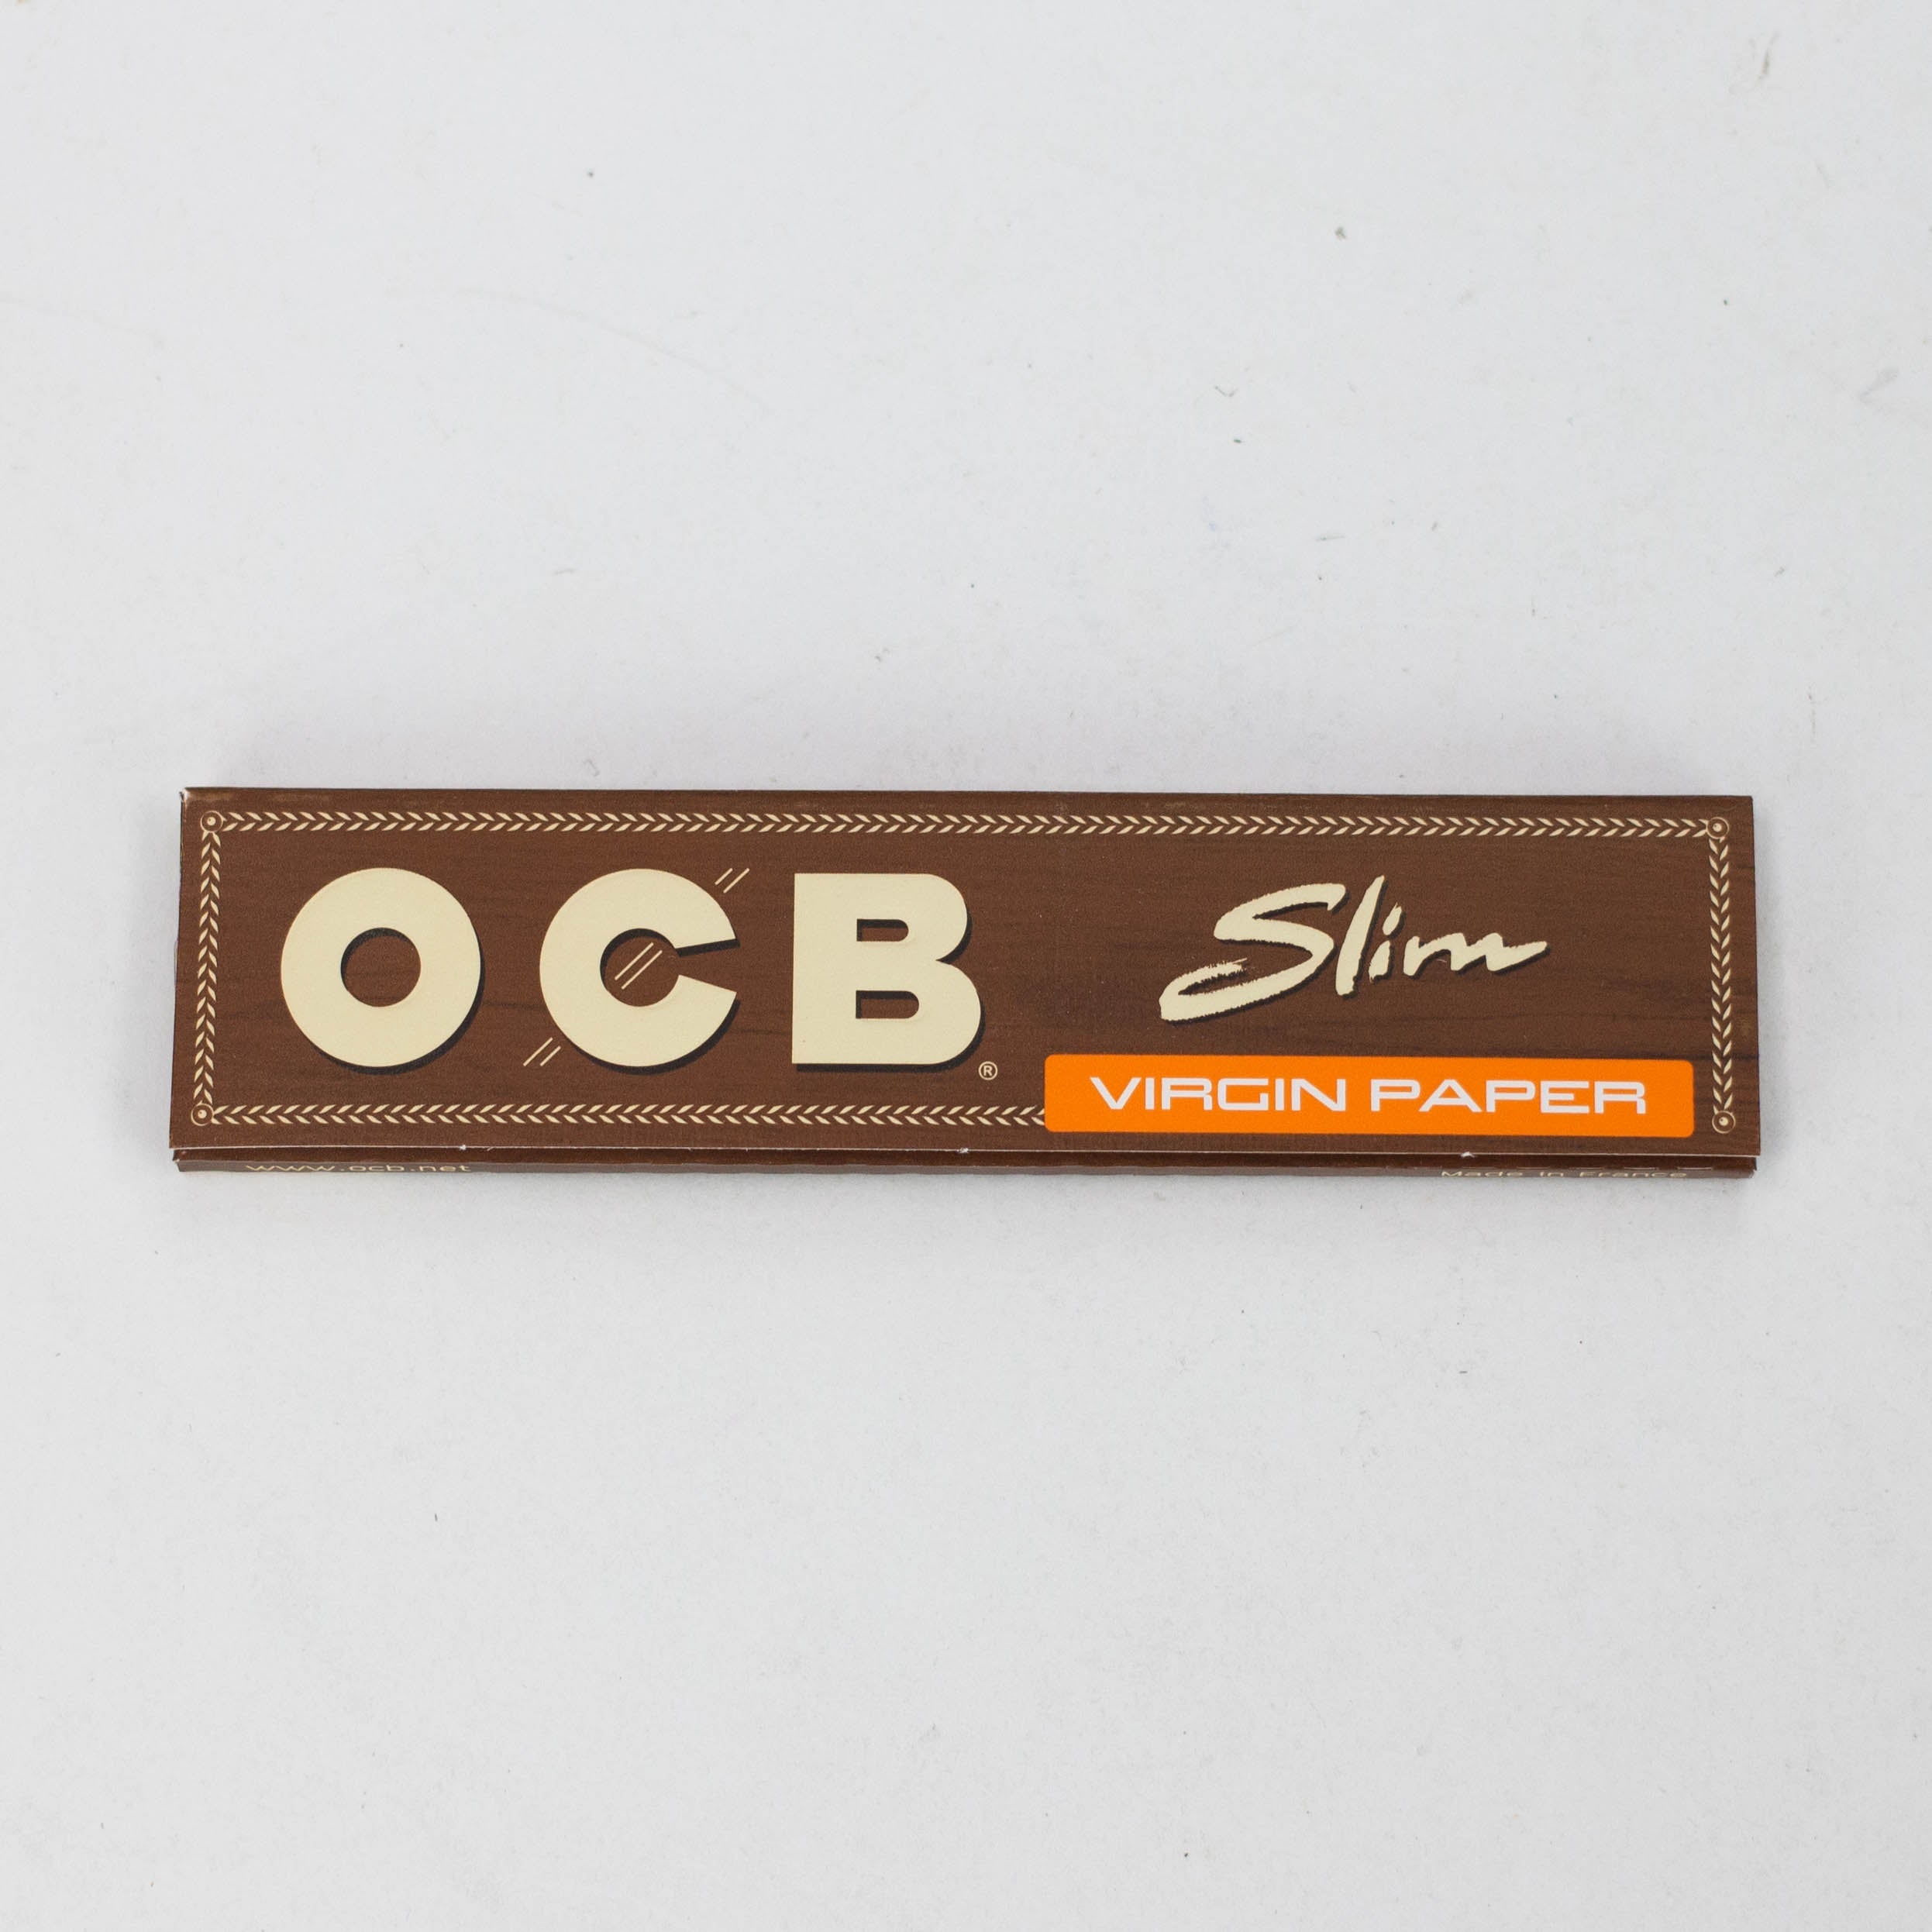 OCB® Slim
VIRGIN PAPER
www.ocb.net
Made in France